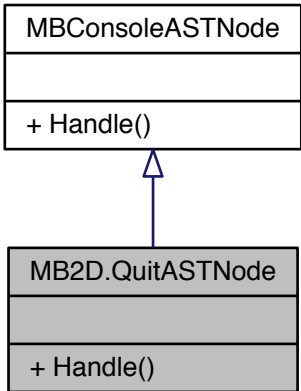 MBConsoleASTNode
+ Handle()
MB2D.QuitASTNode
+ Handle()